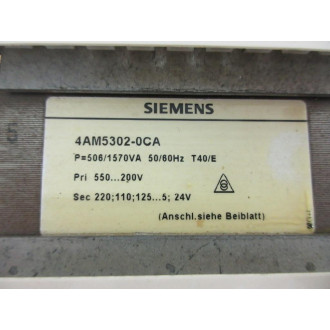 SIEMENS
4AM5302-0CA
P=506/1570VA 50/60Hz T40/E
Pri 550...200V
Sec 220;110;125...5; 24V
(Anschl.siehe Beiblatt)